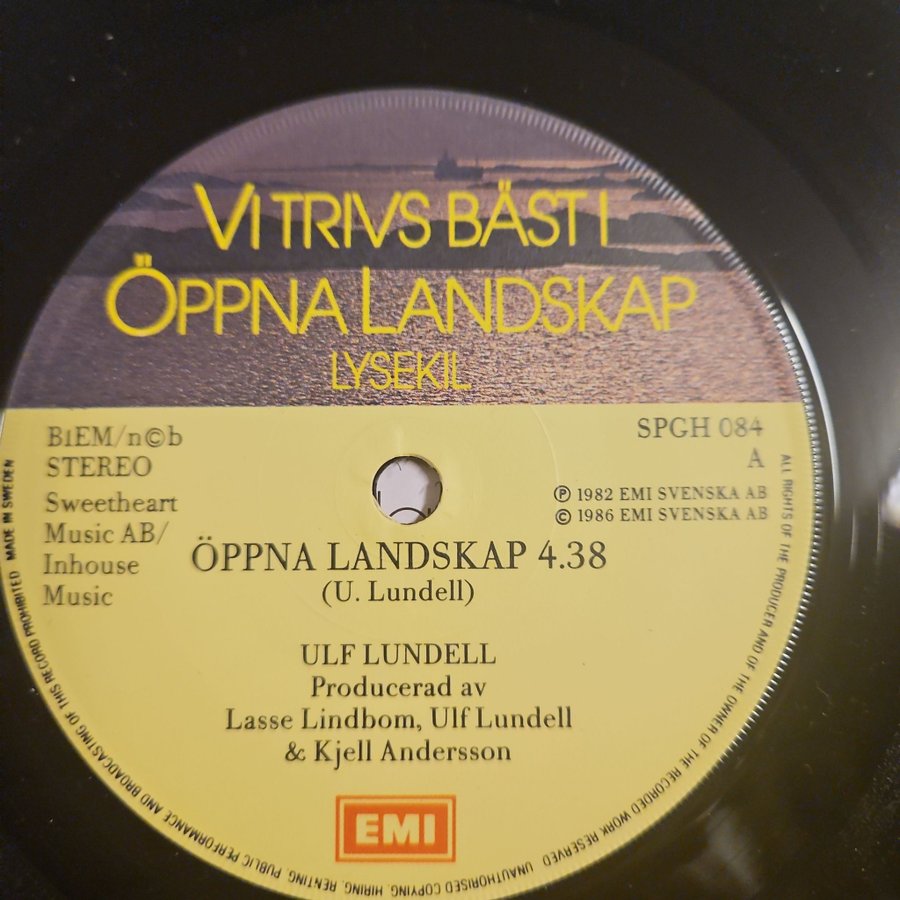 VI TRIVS BÄST I
ÖPPNA LANDSKAP
LYSEKIL
B1EM/n©b
STEREO
Sweetheart
Music AB/
Inhouse
Music
SPGH 084
A
℗ 1982 EMI SVENSKA AB
© 1986 EMI SVENSKA AB
ÖPPNA LANDSKAP 4.38
(U. Lundell)
ULF LUNDELL
Producerad av
Lasse Lindbom, Ulf Lundell
& Kjell Andersson
EMI
ALL RIGHTS OF THE PRODUCER AND OF THE OWNER OF THE RECORDED WORK RESERVED. UNAUTHORISED COPYING, HIRING, RENTING, PUBLIC PERFORMANCE AND BROADCASTING OF THIS RECORD PROHIBITED MADE IN SWEDEN